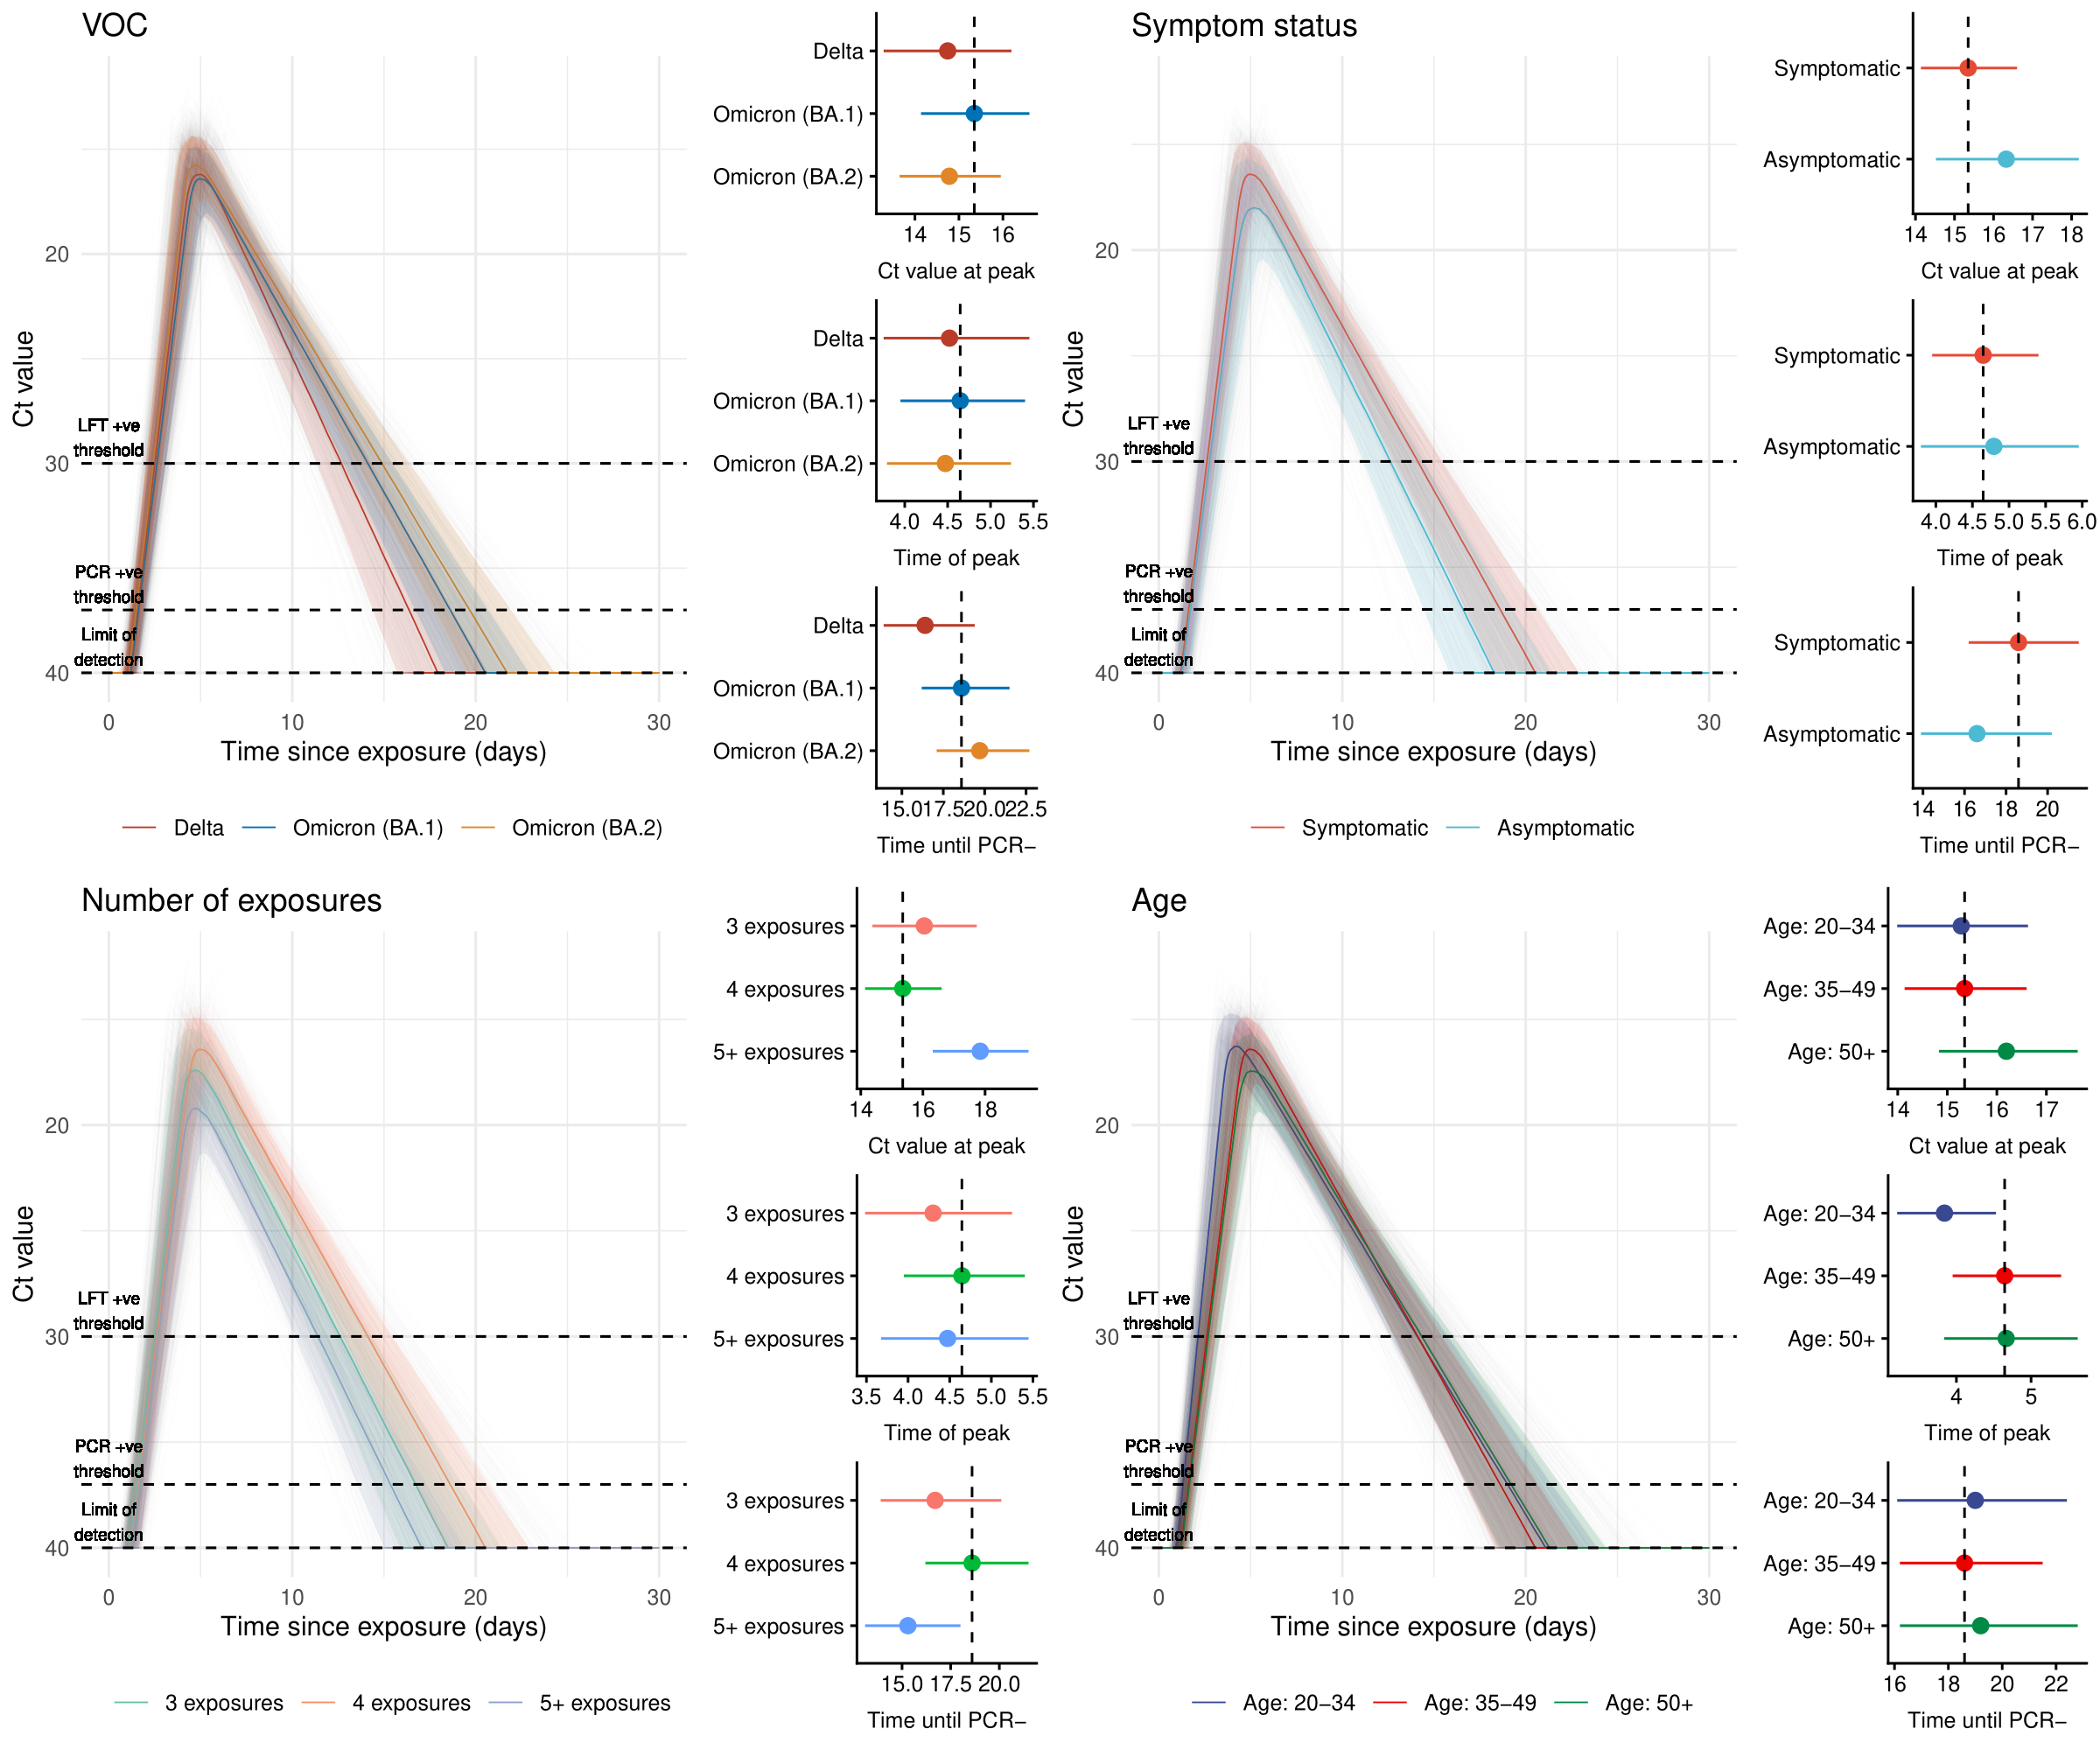 VOC
Ct value
20
30
40
LFT +ve
threshold
PCR +ve
threshold
Limit of
detection
0 10 20 30
Time since exposure (days)
Delta Omicron (BA.1) Omicron (BA.2)
Delta
Omicron (BA.1)
Omicron (BA.2)
14 15 16
Ct value at peak
Delta
Omicron (BA.1)
Omicron (BA.2)
4.0 4.5 5.0 5.5
Time of peak
Delta
Omicron (BA.1)
Omicron (BA.2)
15.0 17.5 20.0 22.5
Time until PCR−
Symptom status
Ct value
20
30
40
LFT +ve
threshold
PCR +ve
threshold
Limit of
detection
0 10 20 30
Time since exposure (days)
Symptomatic Asymptomatic
Symptomatic
Asymptomatic
14 15 16 17 18
Ct value at peak
Symptomatic
Asymptomatic
4.0 4.5 5.0 5.5 6.0
Time of peak
Symptomatic
Asymptomatic
14 16 18 20
Time until PCR−
Number of exposures
Ct value
20
30
40
LFT +ve
threshold
PCR +ve
threshold
Limit of
detection
0 10 20 30
Time since exposure (days)
3 exposures 4 exposures 5+ exposures
3 exposures
4 exposures
5+ exposures
14 16 18
Ct value at peak
3 exposures
4 exposures
5+ exposures
3.5 4.0 4.5 5.0 5.5
Time of peak
3 exposures
4 exposures
5+ exposures
15.0 17.5 20.0
Time until PCR−
Age
Ct value
20
30
40
LFT +ve
threshold
PCR +ve
threshold
Limit of
detection
0 10 20 30
Time since exposure (days)
Age: 20−34 Age: 35−49 Age: 50+
Age: 20−34
Age: 35−49
Age: 50+
14 15 16 17
Ct value at peak
Age: 20−34
Age: 35−49
Age: 50+
4 5
Time of peak
Age: 20−34
Age: 35−49
Age: 50+
16 18 20 22
Time until PCR−